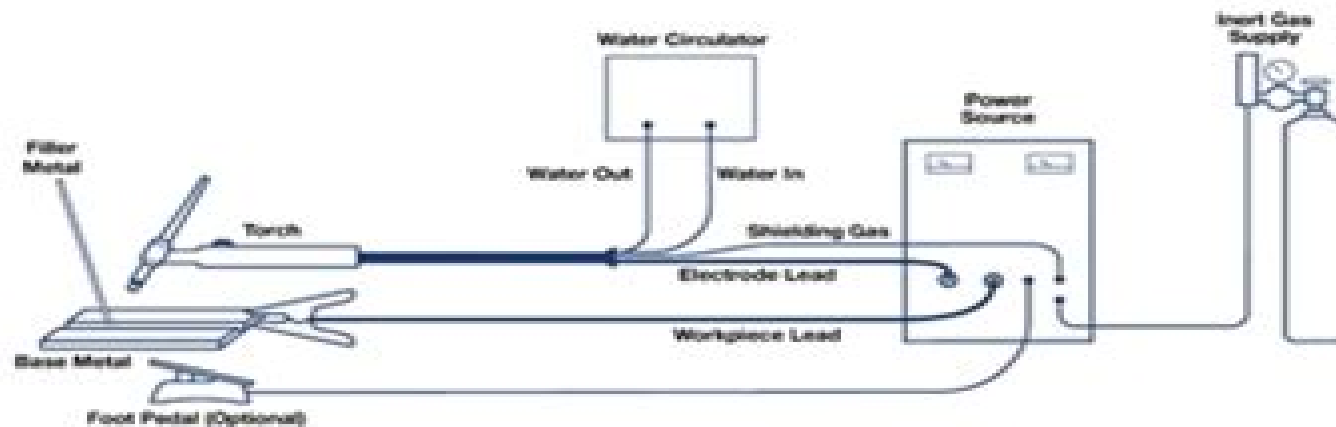 Inert Gas
Supply
Water Circulator
Power
Source
Filler
Metal
Water Out
Water In
Torch
Shielding Gas
Electrode Lead
Workpiece Lead
Base Metal
Foot Pedal (Optional)